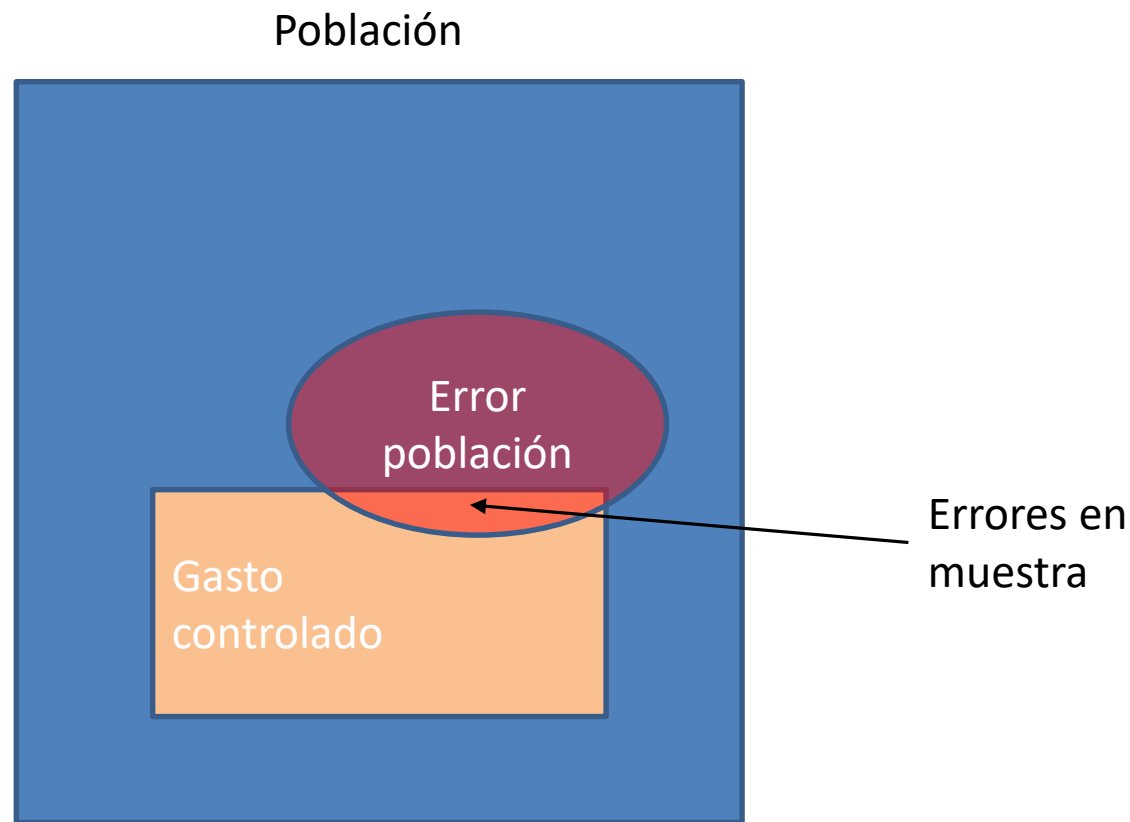 Población
Error
población
Errores en
muestra
Gasto
controlado